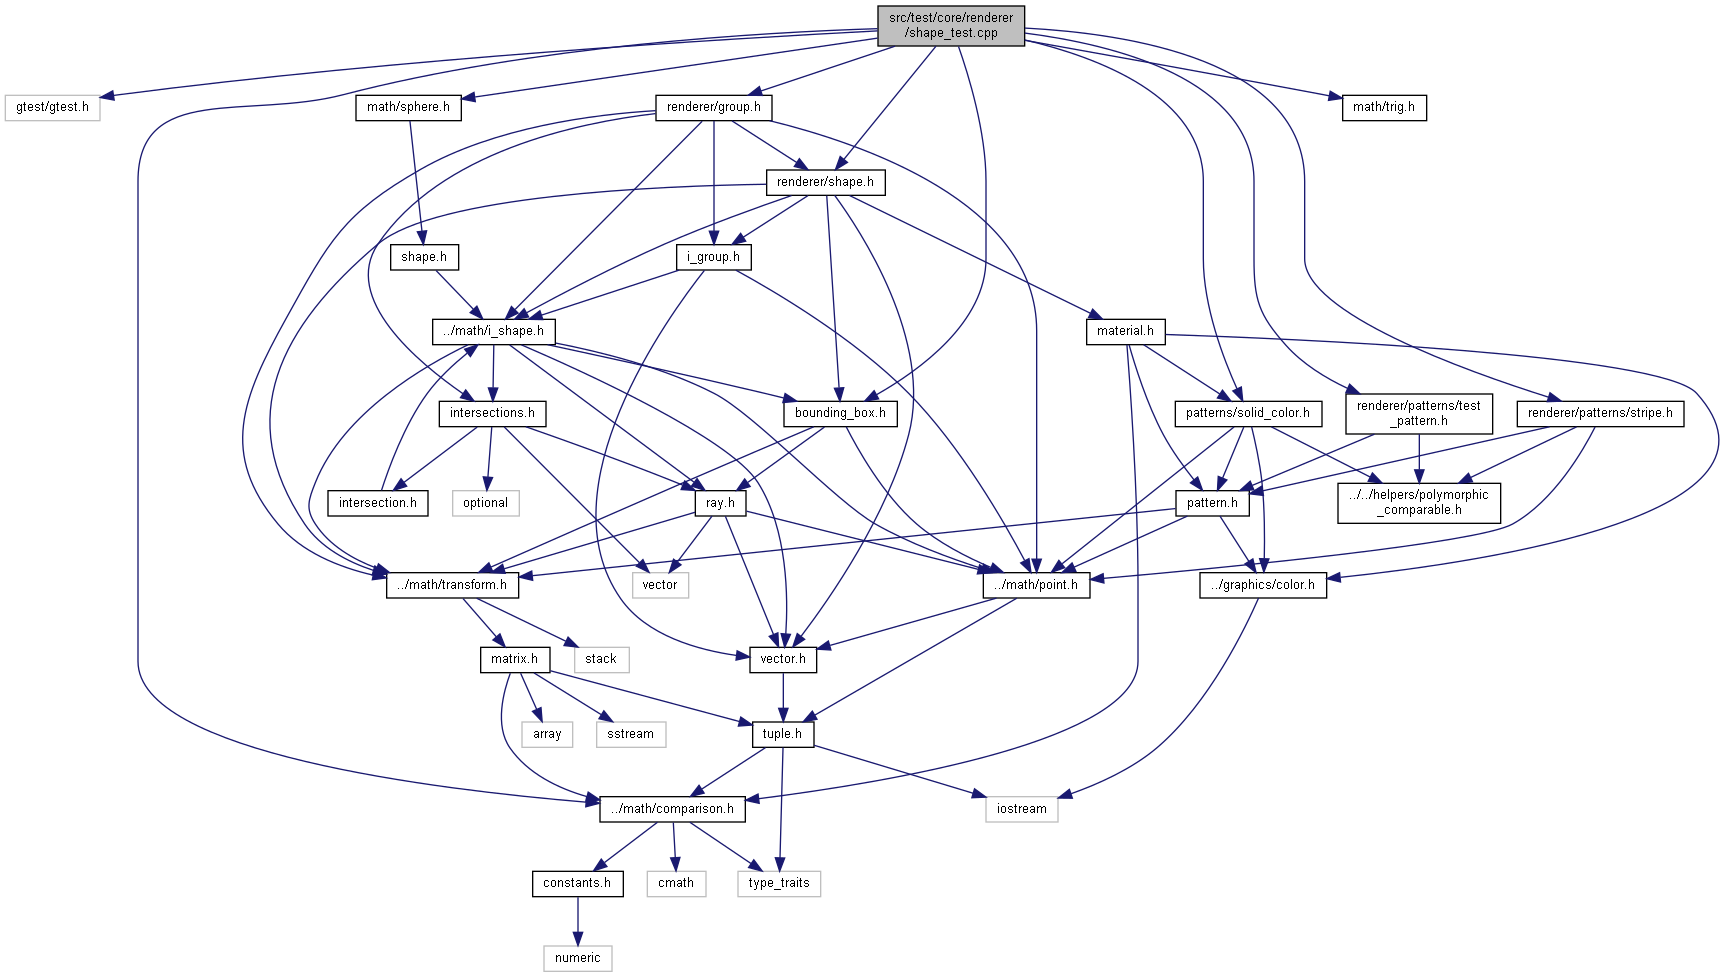 src/test/core/renderer
/shape_test.cpp
gtest/gtest.h
math/sphere.h
renderer/group.h
math/trig.h
renderer/shape.h
shape.h
i_group.h
../math/i_shape.h
material.h
intersections.h
bounding_box.h
patterns/solid_color.h
renderer/patterns/test
_pattern.h
renderer/patterns/stripe.h
intersection.h
optional
ray.h
pattern.h
../../helpers/polymorphic
_comparable.h
../math/transform.h
vector
../math/point.h
../graphics/color.h
matrix.h
stack
vector.h
array
sstream
tuple.h
../math/comparison.h
iostream
constants.h
cmath
type_traits
numeric